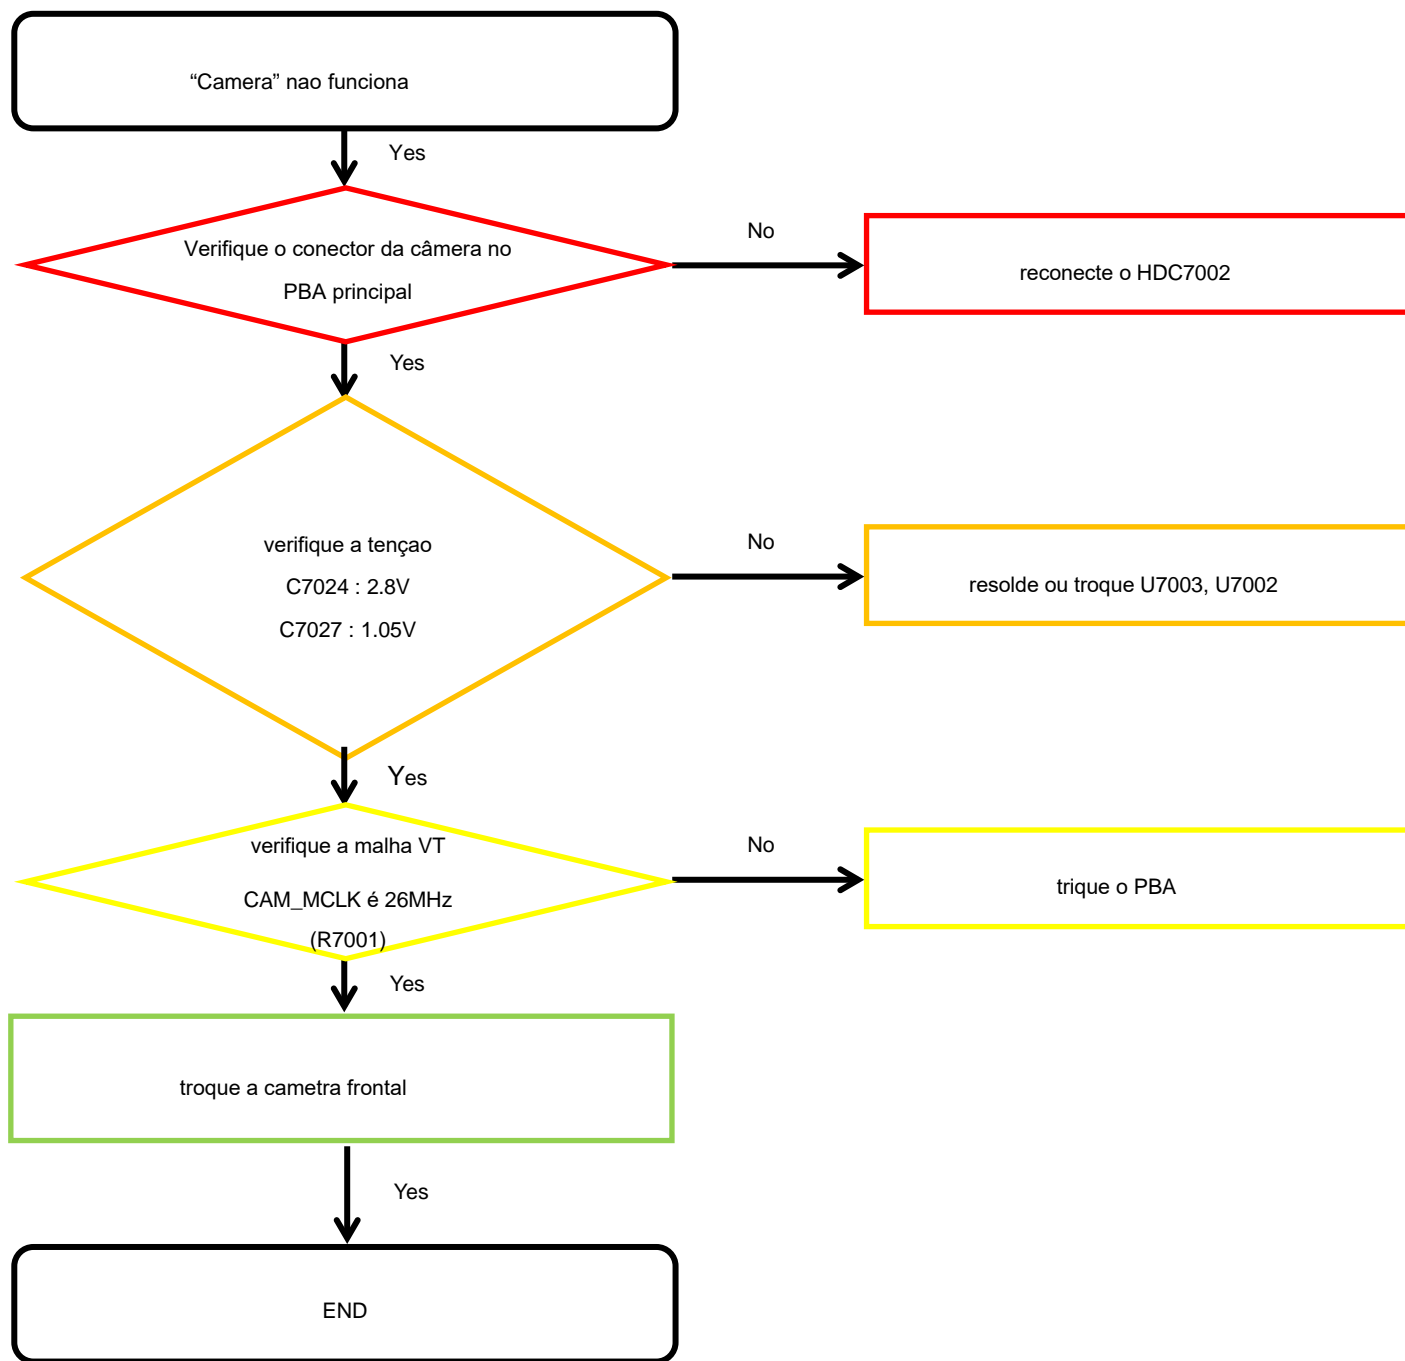 “Camera” nao funciona
Yes
Verifique o conector da câmera no
PBA principal
No
reconecte o HDC7002
Yes
verifique a tençao
C7024 : 2.8V
C7027 : 1.05V
No
resolde ou troque U7003, U7002
Yes
verifique a malha VT
CAM_MCLK é 26MHz
(R7001)
No
trique o PBA
Yes
troque a cametra frontal
Yes
END